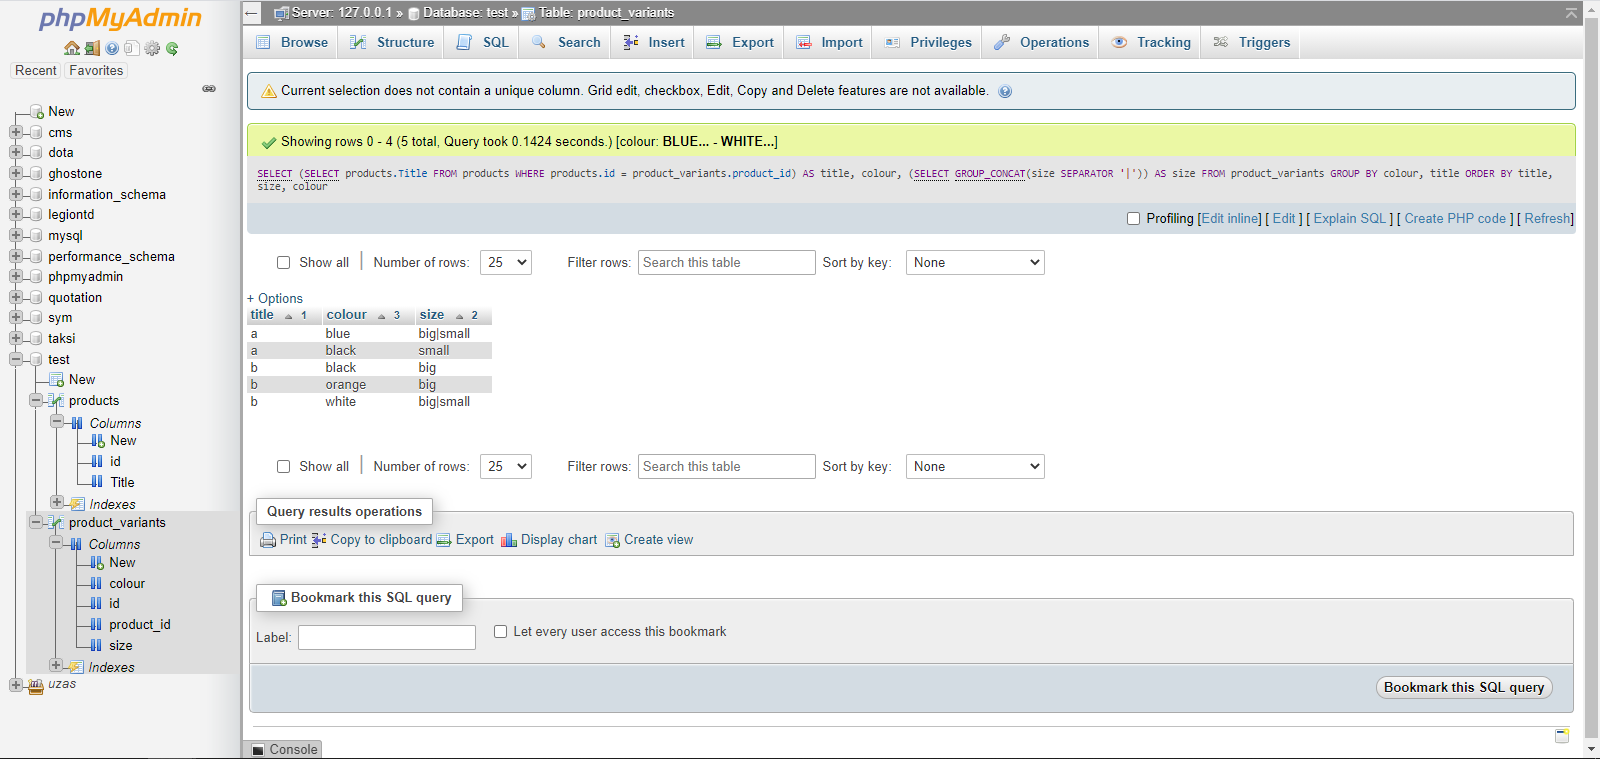 phpMyAdmin
Recent Favorites
New
cms
dota
ghostone
information_schema
legiontd
mysql
performance_schema
phpmyadmin
quotation
sym
taksi
test
New
products
Columns
New
id
Title
Indexes
product_variants
Columns
New
colour
id
product_id
size
Indexes
uzas
Server: 127.0.0.1 » Database: test » Table: product_variants
Browse Structure SQL Search Insert Export Import Privileges Operations Tracking Triggers
Current selection does not contain a unique column. Grid edit, checkbox, Edit, Copy and Delete features are not available.
Showing rows 0 - 4 (5 total, Query took 0.1424 seconds.) [colour: BLUE... - WHITE...]
SELECT (SELECT products.Title FROM products WHERE products.id = product_variants.product_id) AS title, colour, (SELECT GROUP_CONCAT(size SEPARATOR '|')) AS size FROM product_variants GROUP BY colour, title ORDER BY title,
size, colour
Profiling [Edit inline] [ Edit ] [ Explain SQL ] [ Create PHP code ] [ Refresh]
Show all | Number of rows: 25 Filter rows: Search this table Sort by key: None
+ Options
title 1 colour 3 size 2
a blue big|small
a black small
b black big
b orange big
b white big|small
Show all | Number of rows: 25 Filter rows: Search this table Sort by key: None
Query results operations
Print Copy to clipboard Export Display chart Create view
Bookmark this SQL query
Label: Let every user access this bookmark
Bookmark this SQL query
Console